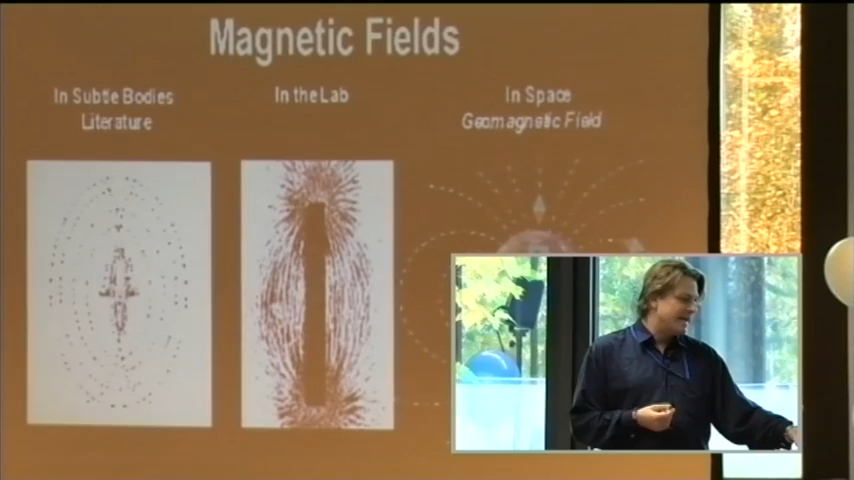 Magnetic Fields
In Subtle Bodies
Literature
In the Lab
In Space
Geomagnetic Field